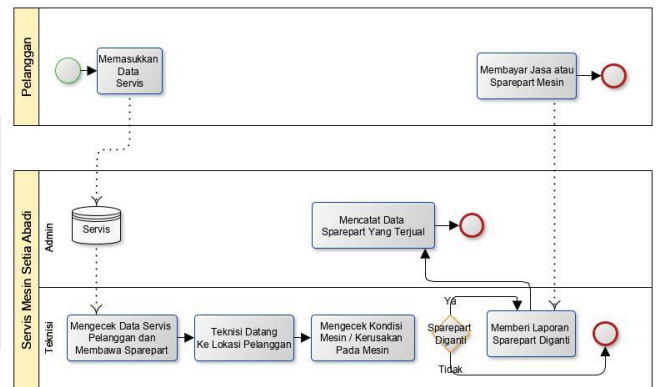 Pelanggan
Memasukkan
Data
Servis
Membayar Jasa atau
Sparepart Mesin
Servis Mesin Setia Abadi
Admin
Servis
Mencatat Data
Sparepart Yang Terjual
Teknisi
Mengecek Data Servis
Pelanggan dan
Membawa Sparepart
Teknisi Datang
Ke Lokasi Pelanggan
Mengecek Kondisi
Mesin / Kerusakan
Pada Mesin
Ya
Sparepart
Diganti
Tidak
Memberi Laporan
Sparepart Diganti